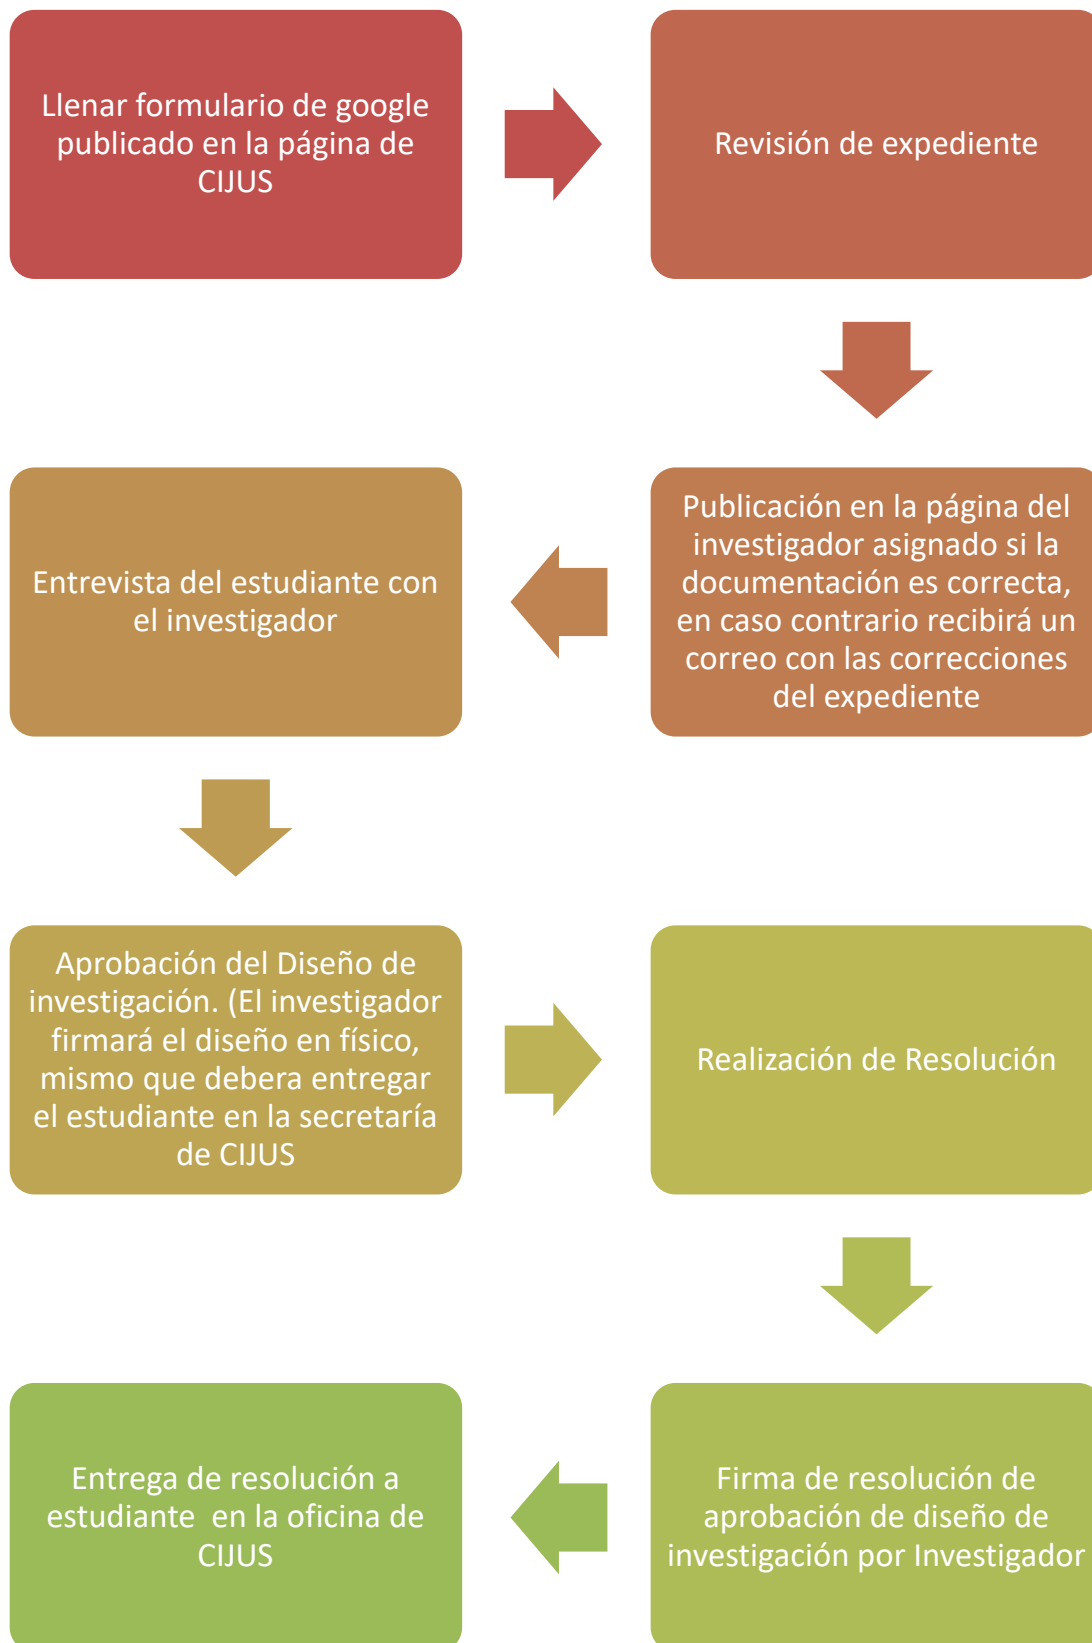 Llenar formulario de google
publicado en la página de
CIJUS
Revisión de expediente
Publicación en la página del
investigador asignado si la
documentación es correcta,
en caso contrario recibirá un
correo con las correcciones
del expediente
Entrevista del estudiante con
el investigador
Aprobación del Diseño de
investigación. (El investigador
firmará el diseño en físico,
mismo que debera entregar
el estudiante en la secretaría
de CIJUS
Realización de Resolución
Firma de resolución de
aprobación de diseño de
investigación por Investigador
Entrega de resolución a
estudiante  en la oficina de
CIJUS